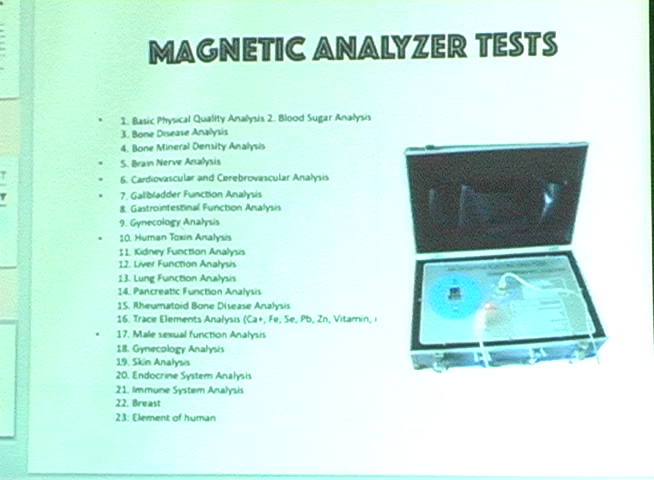 MAGNETIC ANALYZER TESTS
• 1. Basic Physical Quality Analysis 2. Blood Sugar Analysis
3. Bone Disease Analysis
4. Bone Mineral Density Analysis
• 5. Brain Nerve Analysis
• 6. Cardiovascular and Cerebrovascular Analysis
• 7. Gallbladder Function Analysis
8. Gastrointestinal Function Analysis
9. Gynecology Analysis
• 10. Human Toxin Analysis
11. Kidney Function Analysis
12. Liver Function Analysis
13. Lung Function Analysis
14. Pancreatic Function Analysis
15. Rheumatoid Bone Disease Analysis
16. Trace Elements Analysis (Ca+, Fe, Se, Pb, Zn, Vitamin,
• 17. Male sexual function Analysis
18. Gynecology Analysis
19. Skin Analysis
20. Endocrine System Analysis
21. Immune System Analysis
22. Breast
23: Element of human